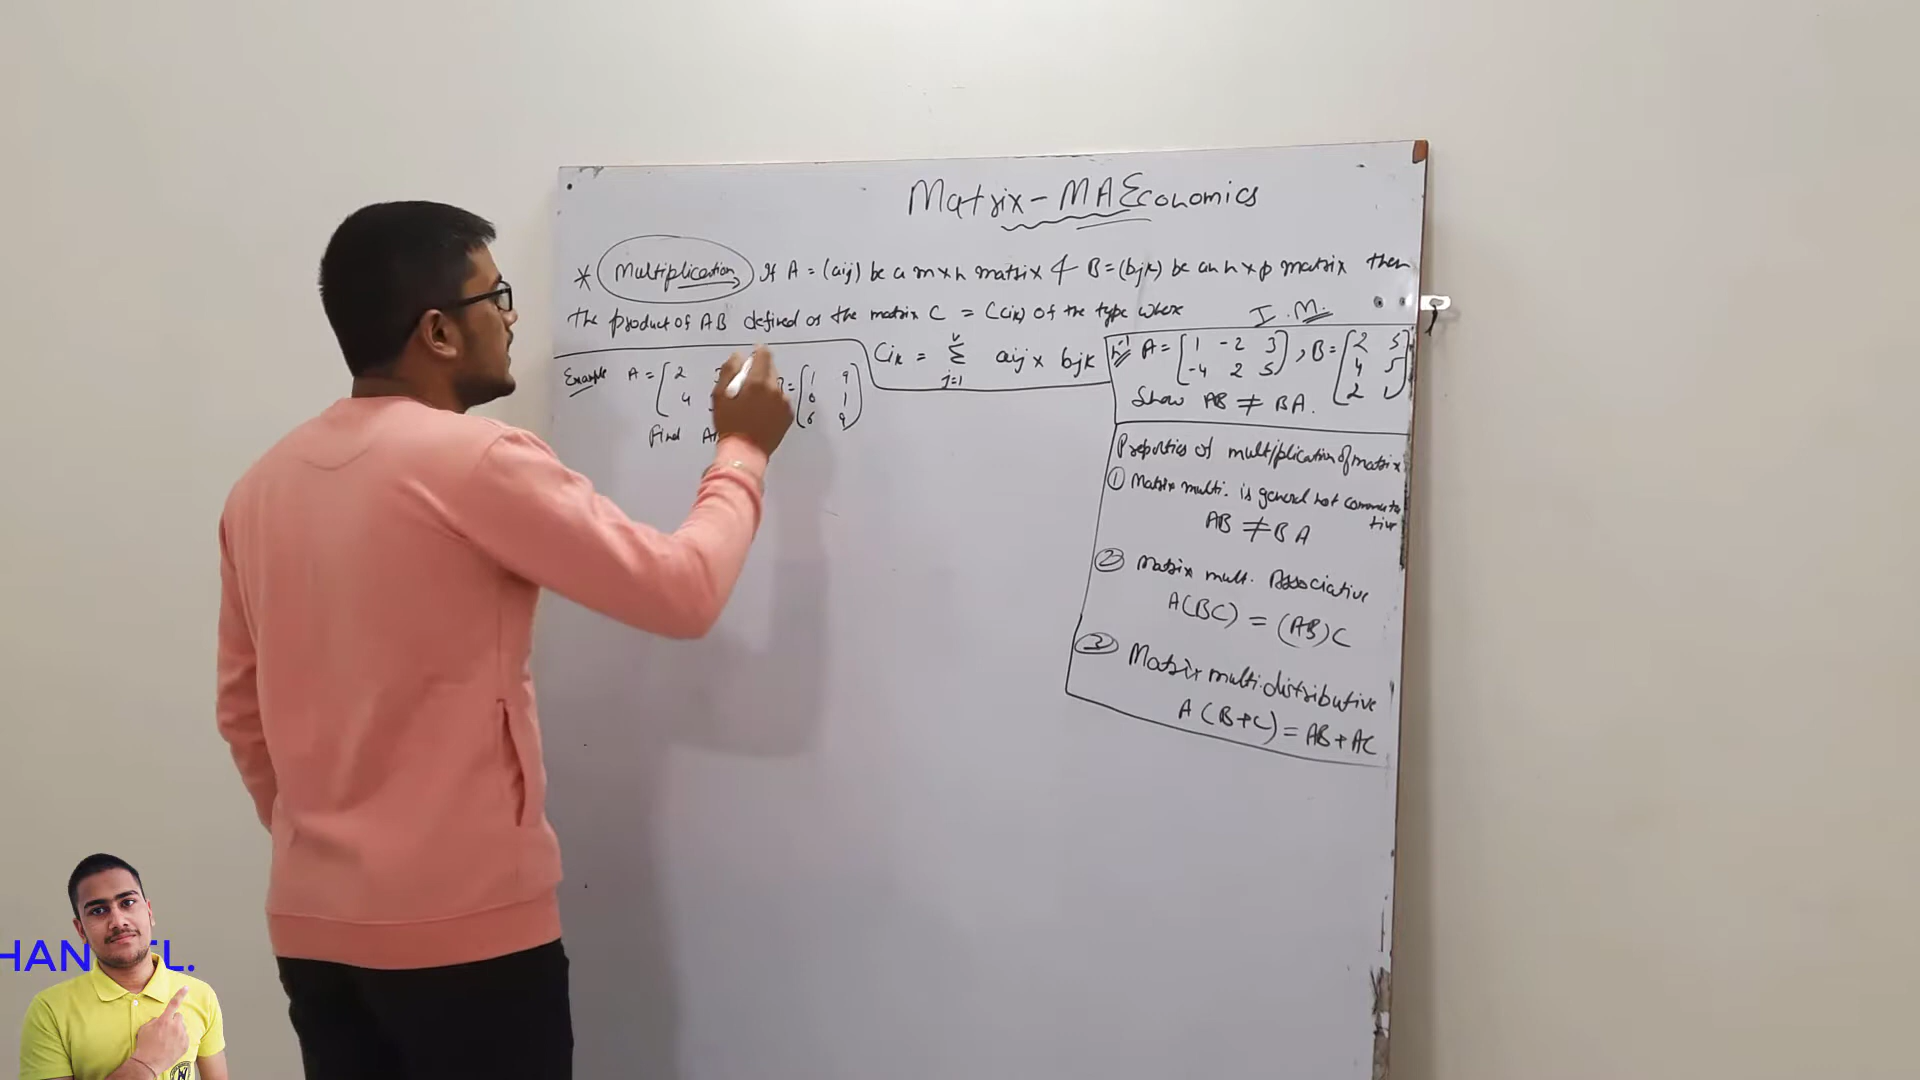 Matrix - MA Economics
* Multiplication If A = (aij) be a m x n matrix & B = (bjk) be an n x p matrix then
the product of AB defined as the matrix C = (Cik) of the type where
I. M.
Cik = Σ j=1 aij x bjk
Example A = [ 2
4
B = [ 1 9
0 1
6 9 ]
Find
A = [ 1 -2 3
-4 2 5 ] , B = [ 2 5
4 5
2 1 ]
Show AB ≠ BA.
Properties of multiplication of matrix
① Matrix multi. is general not commuta
tive
AB ≠ BA
② Matrix mult. Associative
A(BC) = (AB)C
③ Matrix multi. distributive
A (B+C) = AB + AC